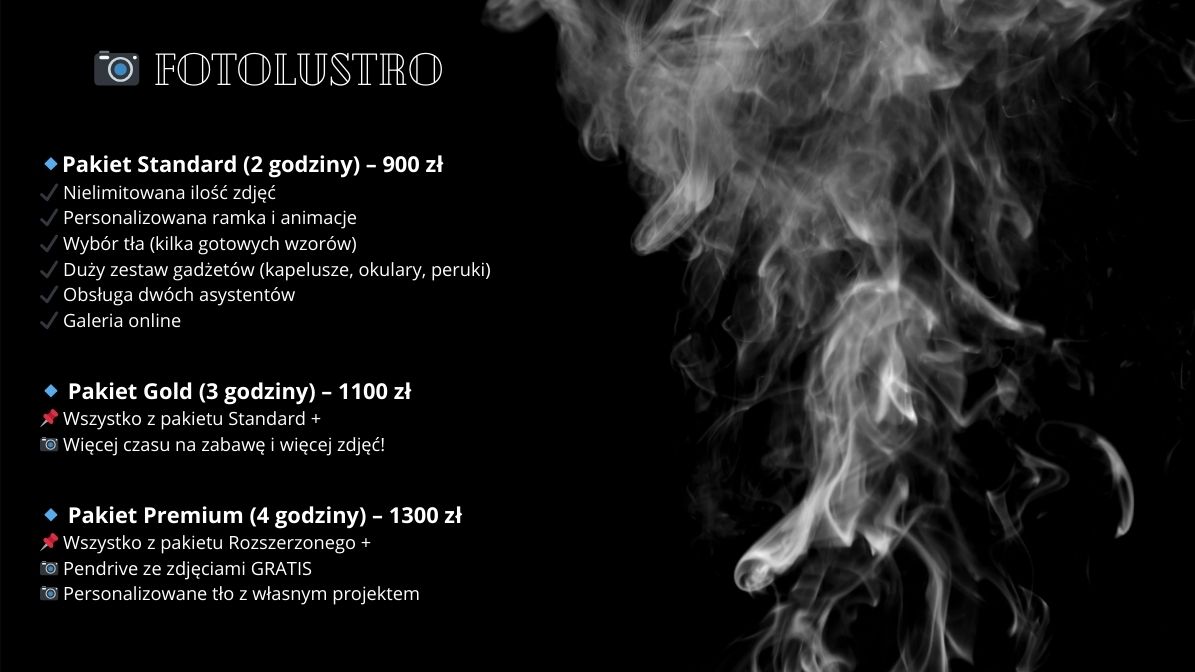 📷 FOTOLUSTRO
🔹Pakiet Standard (2 godziny) – 900 zł
✔ Nielimitowana ilość zdjęć
✔ Personalizowana ramka i animacje
✔ Wybór tła (kilka gotowych wzorów)
✔ Duży zestaw gadżetów (kapelusze, okulary, peruki)
✔ Obsługa dwóch asystentów
✔ Galeria online
🔹 Pakiet Gold (3 godziny) – 1100 zł
📌 Wszystko z pakietu Standard +
📷 Więcej czasu na zabawę i więcej zdjęć!
🔹 Pakiet Premium (4 godziny) – 1300 zł
📌 Wszystko z pakietu Rozszerzonego +
📷 Pendrive ze zdjęciami GRATIS
📷 Personalizowane tło z własnym projektem